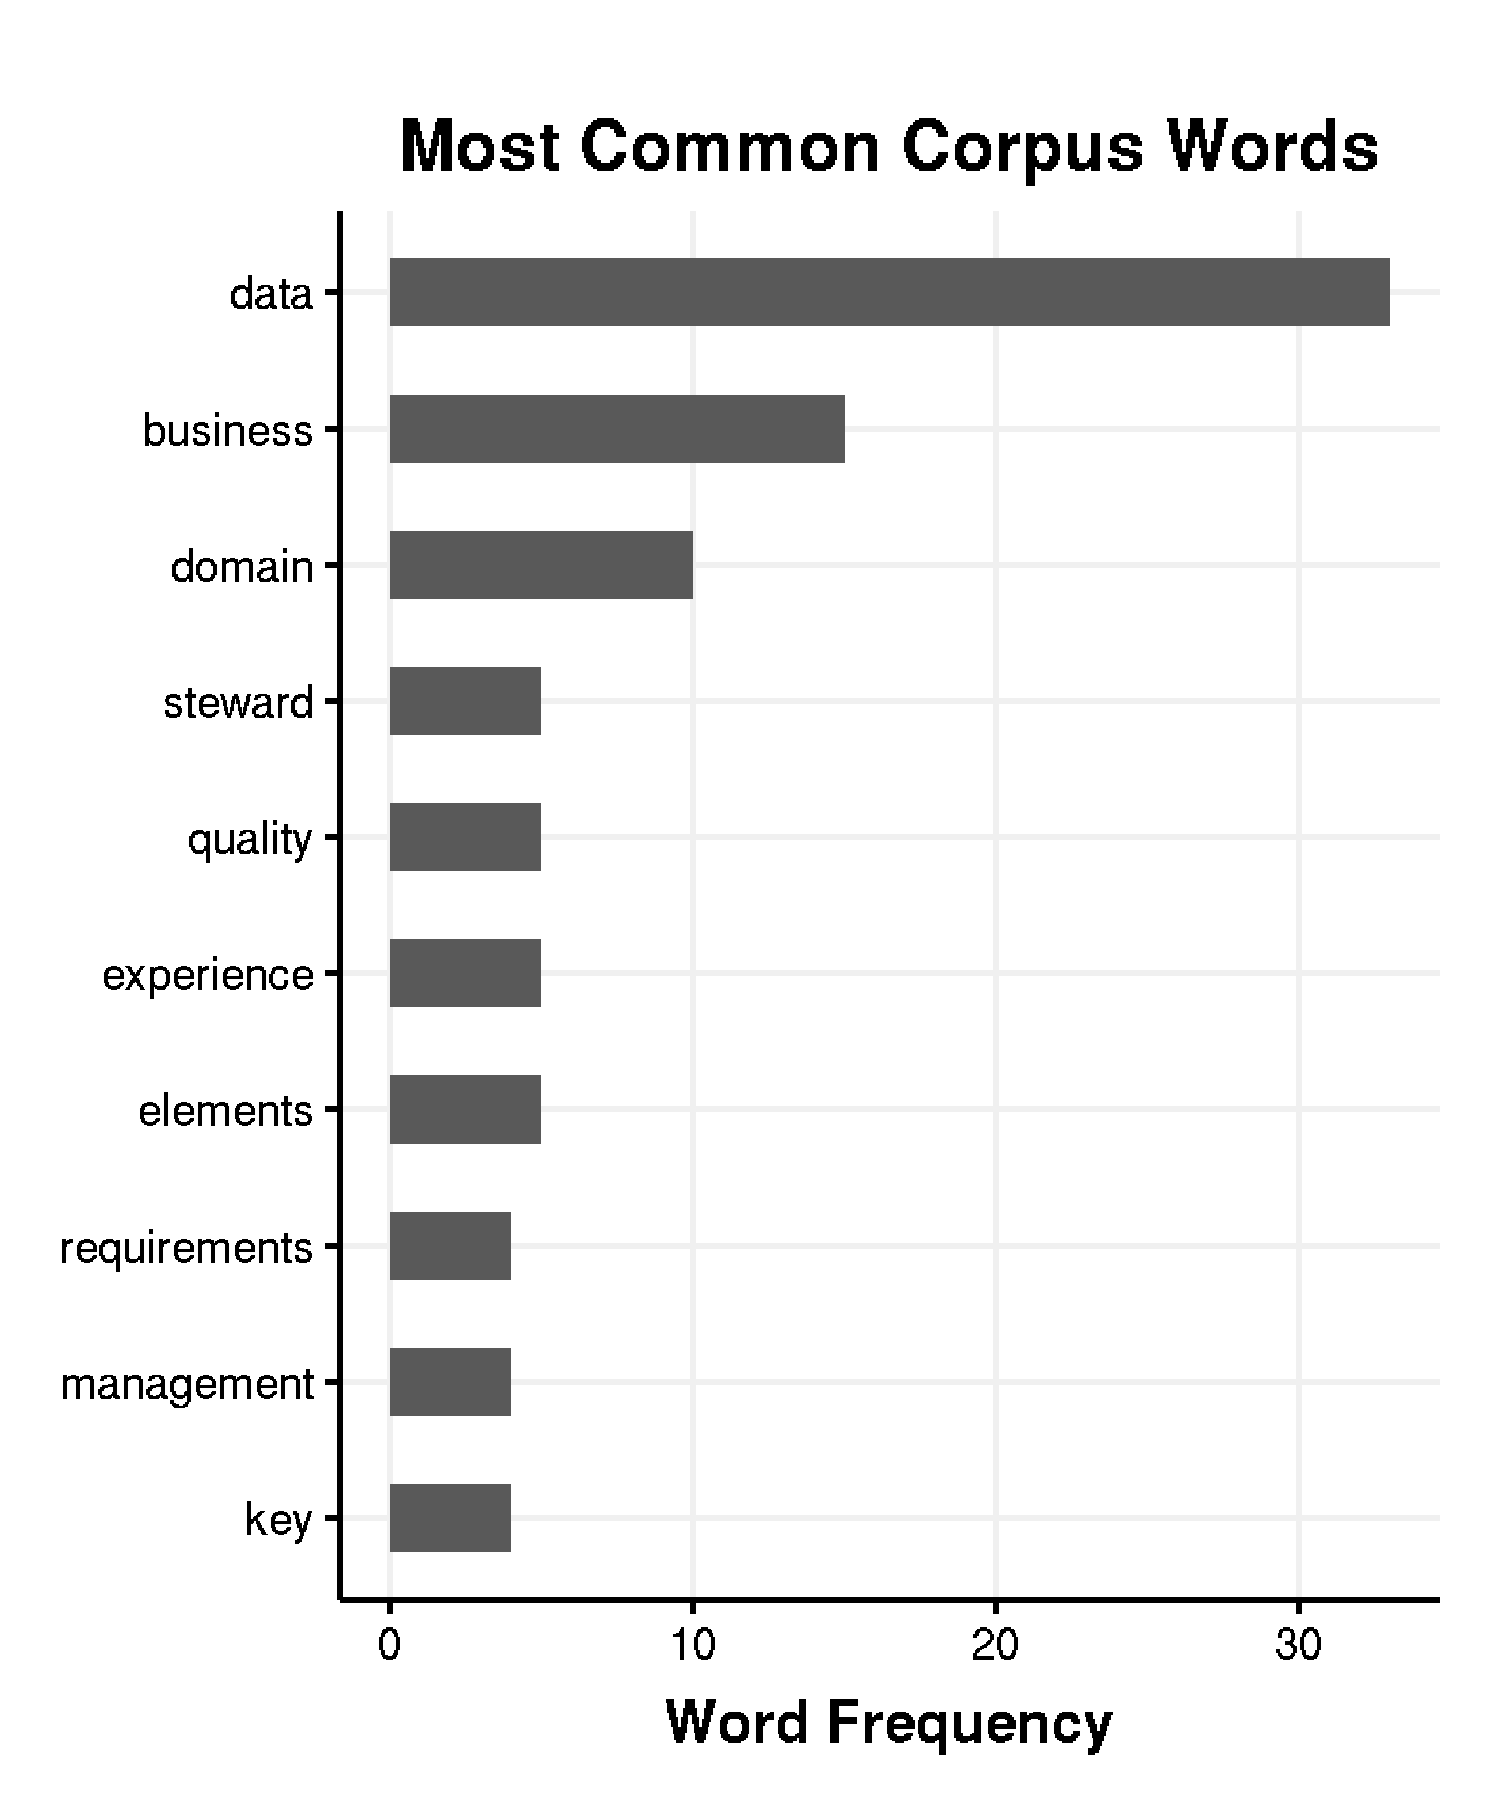 Most Common Corpus Words
data
business
domain
steward
quality
experience
elements
requirements
management
key
0 10 20 30
Word Frequency